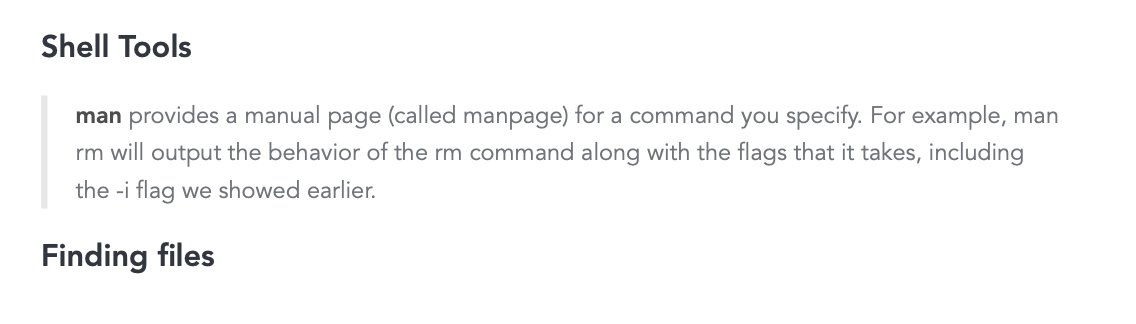 Shell Tools
man provides a manual page (called manpage) for a command you specify. For example, man
rm will output the behavior of the rm command along with the flags that it takes, including
the -i flag we showed earlier.
Finding files